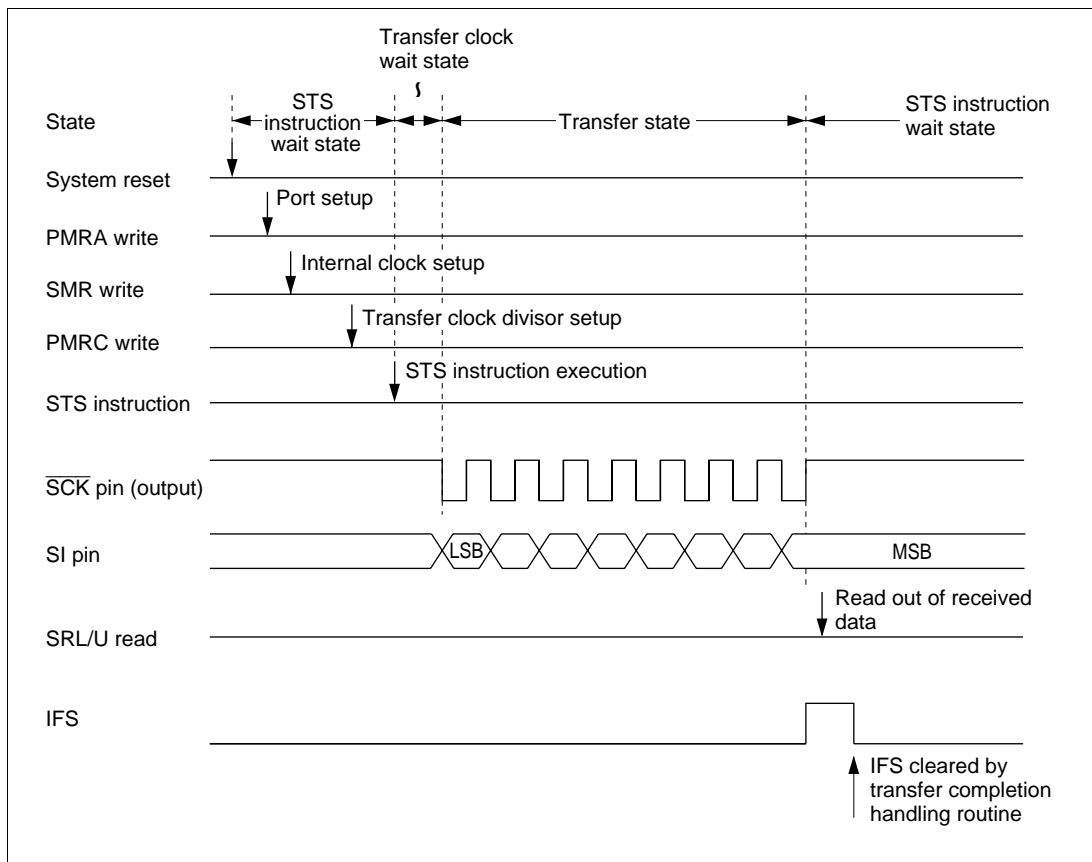 Transfer clock
wait state
State
STS
instruction
wait state
Transfer state
STS instruction
wait state
System reset
Port setup
PMRA write
Internal clock setup
SMR write
Transfer clock divisor setup
PMRC write
STS instruction execution
STS instruction
SCK pin (output)
SI pin
LSB
MSB
Read out of received
data
SRL/U read
IFS
IFS cleared by
transfer completion
handling routine